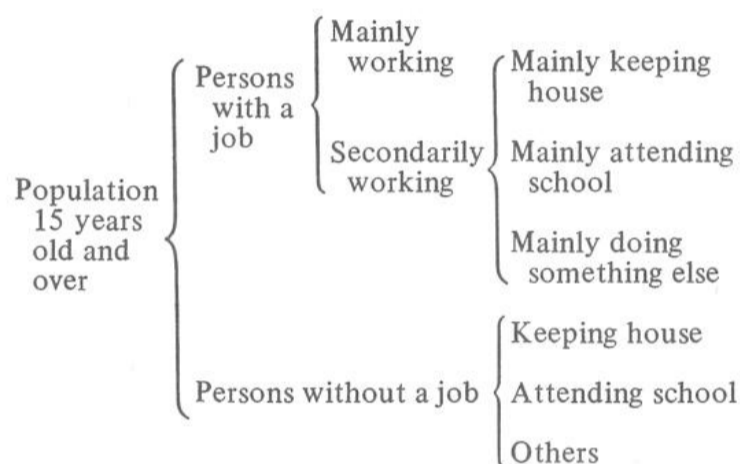 Population
15 years
old and
over
Persons
with a
job
Mainly
working
Secondarily
working
Mainly keeping
house
Mainly attending
school
Mainly doing
something else
Persons without a job
Keeping house
Attending school
Others